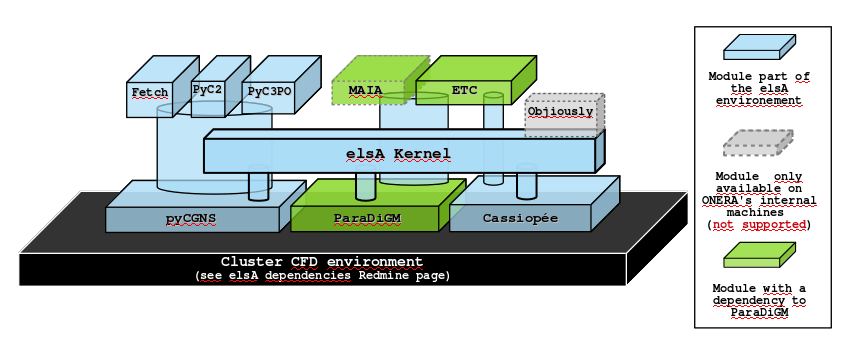 Fetch
PyC2
PyC3PO
MAIA
ETC
Objiously
elsA Kernel
pyCGNS
ParaDiGM
Cassiopée
Cluster CFD environment
(see elsA dependencies Redmine page)
Module part of
the elsA
environement
Module only
available on
ONERA's internal
machines
(not supported)
Module with a
dependency to
ParaDiGM